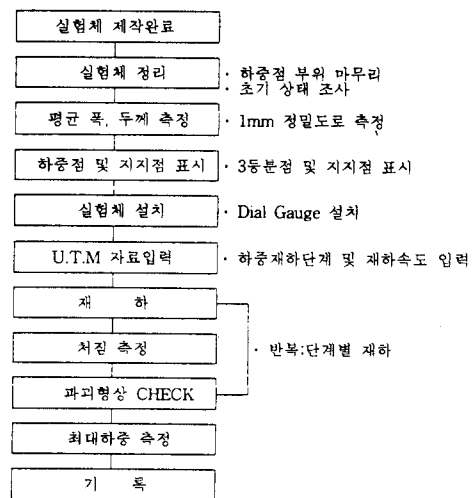 실험체 제작완료
실험체 정리
· 하중점 부위 마무리
· 초기 상태 조사
평균 폭, 두께 측정
· 1mm 정밀도로 측정
하중점 및 지지점 표시
· 3등분점 및 지지점 표시
실험체 설치
· Dial Gauge 설치
U.T.M 자료입력
· 하중재하단계 및 재하속도 입력
재 하
처짐 측정
· 반복:단계별 재하
파괴형상 CHECK
최대하중 측정
기 록